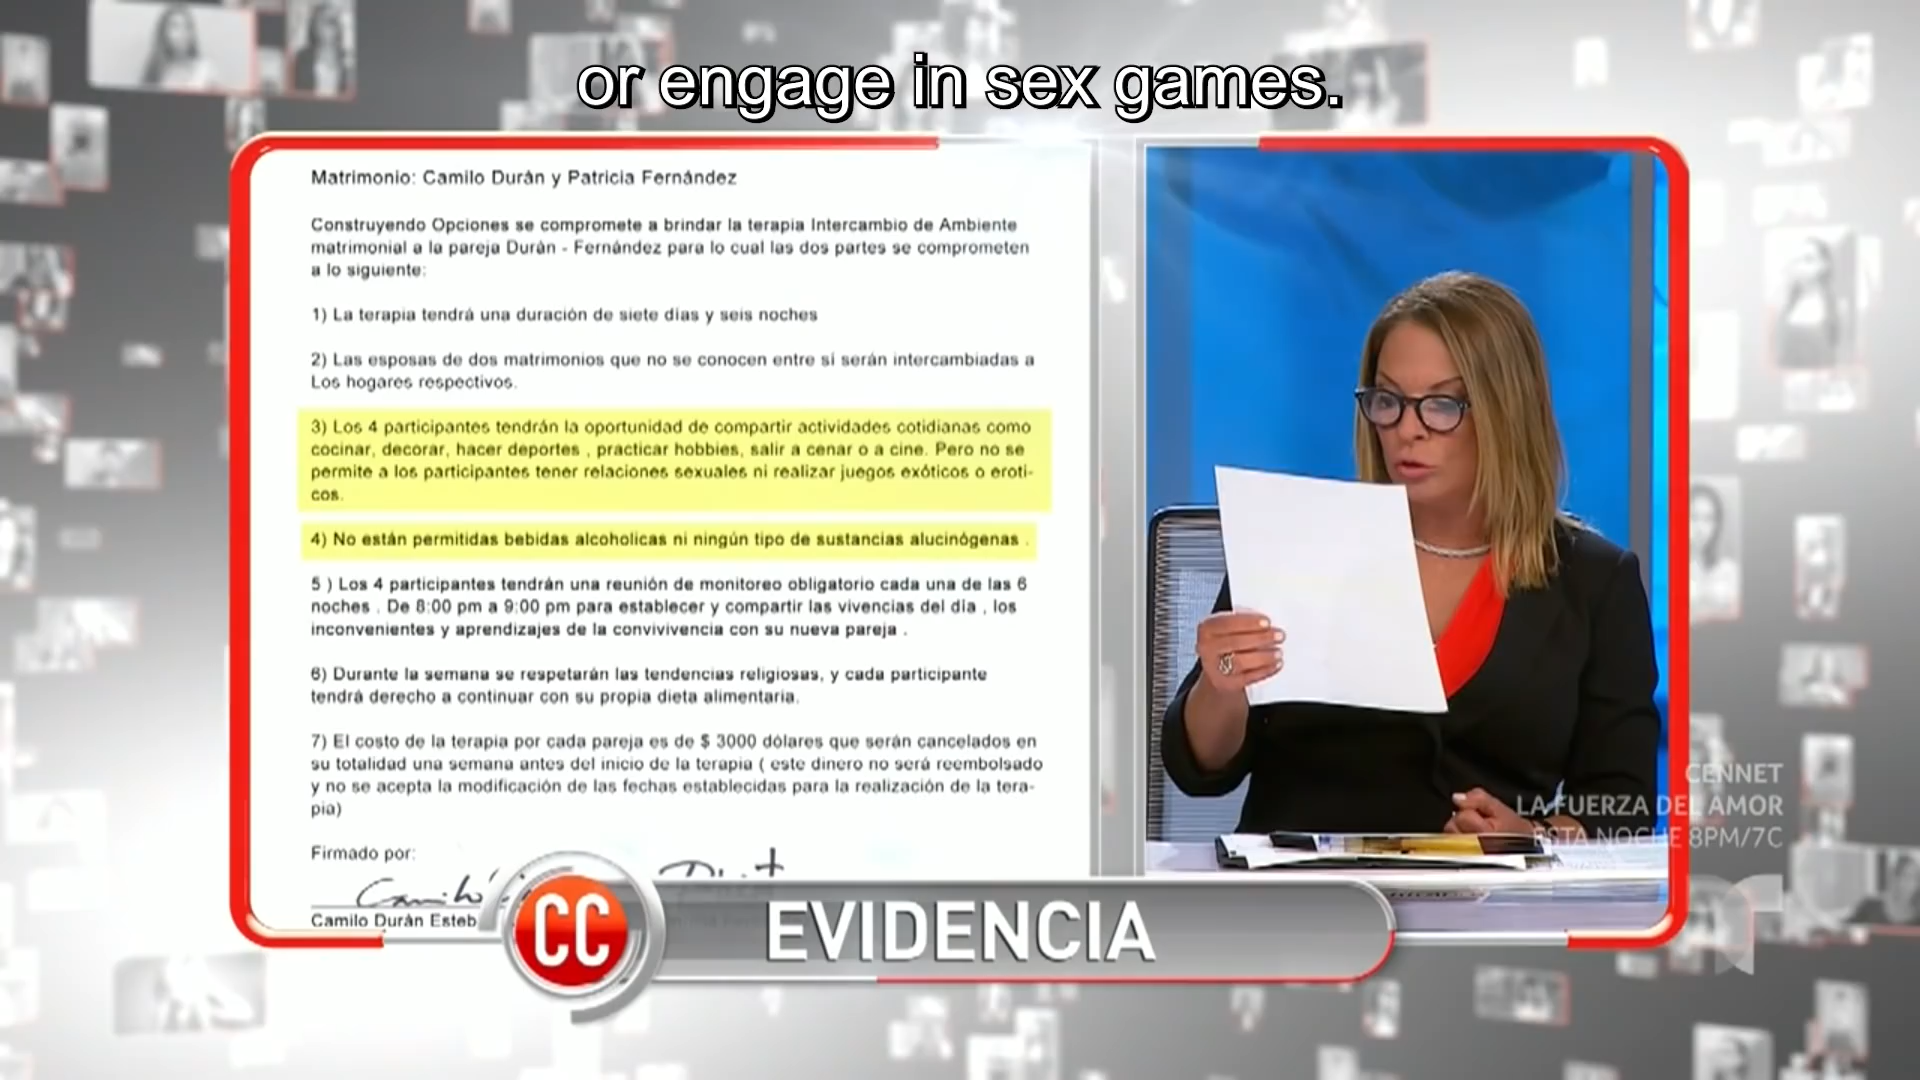 or engage in sex games.
Matrimonio: Camilo Durán y Patricia Fernández
Construyendo Opciones se compromete a brindar la terapia Intercambio de Ambiente
matrimonial a la pareja Durán - Fernández para lo cual las dos partes se comprometen
a lo siguiente:
1) La terapia tendrá una duración de siete días y seis noches
2) Las esposas de dos matrimonios que no se conocen entre sí serán intercambiadas a
Los hogares respectivos.
3) Los 4 participantes tendrán la oportunidad de compartir actividades cotidianas como
cocinar, decorar, hacer deportes , practicar hobbies, salir a cenar o a cine. Pero no se
permite a los participantes tener relaciones sexuales ni realizar juegos exóticos o eroti-
cos.
4) No están permitidas bebidas alcoholicas ni ningún tipo de sustancias alucinógenas .
5 ) Los 4 participantes tendrán una reunión de monitoreo obligatorio cada una de las 6
noches . De 8:00 pm a 9:00 pm para establecer y compartir las vivencias del día , los
inconvenientes y aprendizajes de la convivivencia con su nueva pareja .
6) Durante la semana se respetarán las tendencias religiosas, y cada participante
tendrá derecho a continuar con su propia dieta alimentaria.
7) El costo de la terapia por cada pareja es de $ 3000 dólares que serán cancelados en
su totalidad una semana antes del inicio de la terapia ( este dinero no será reembolsado
y no se acepta la modificación de las fechas establecidas para la realización de la tera-
pia)
Firmado por:
Camilo
Camilo Durán Esteb
CC EVIDENCIA
CENNET
LA FUERZA DEL AMOR
ESTA NOCHE 8PM/7C